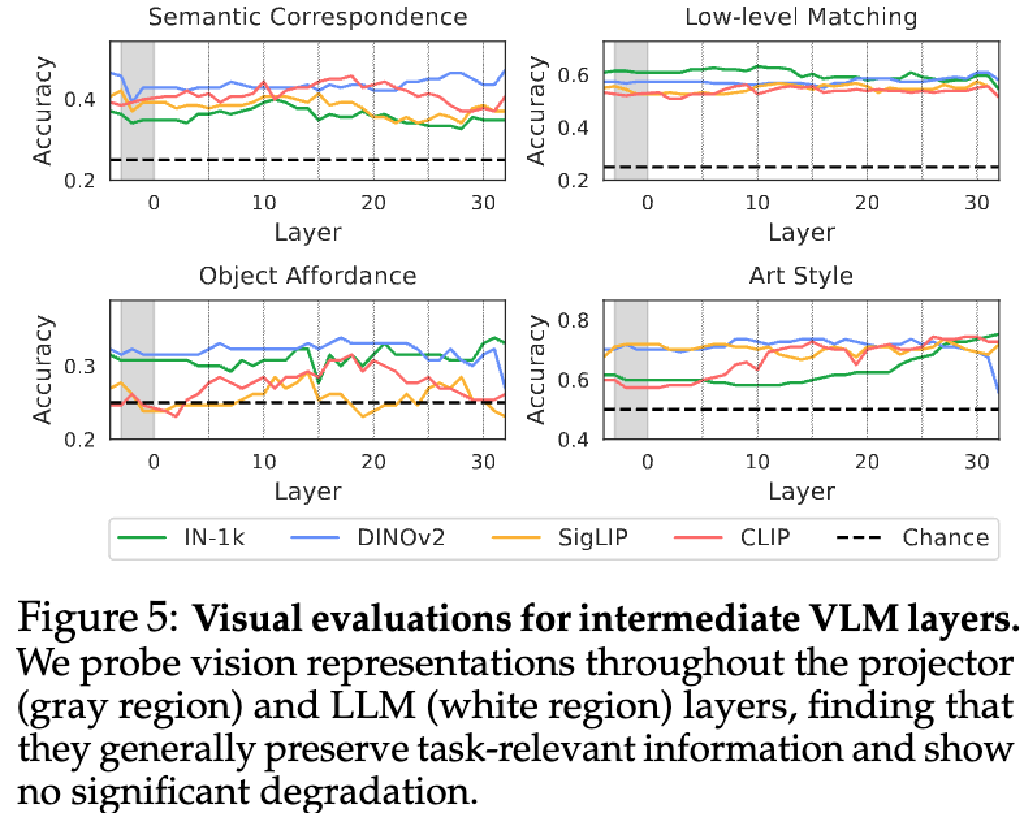 Semantic Correspondence
Low-level Matching
Accuracy
0.4
0.2
0
10
20
30
Layer
Accuracy
0.6
0.4
0.2
0
10
20
30
Layer
Object Affordance
Art Style
Accuracy
0.3
0.2
0
10
20
30
Layer
Accuracy
0.8
0.6
0.4
0
10
20
30
Layer
IN-1k DINOv2 SigLIP CLIP Chance
Figure 5: Visual evaluations for intermediate VLM layers.
We probe vision representations throughout the projector
(gray region) and LLM (white region) layers, finding that
they generally preserve task-relevant information and show
no significant degradation.